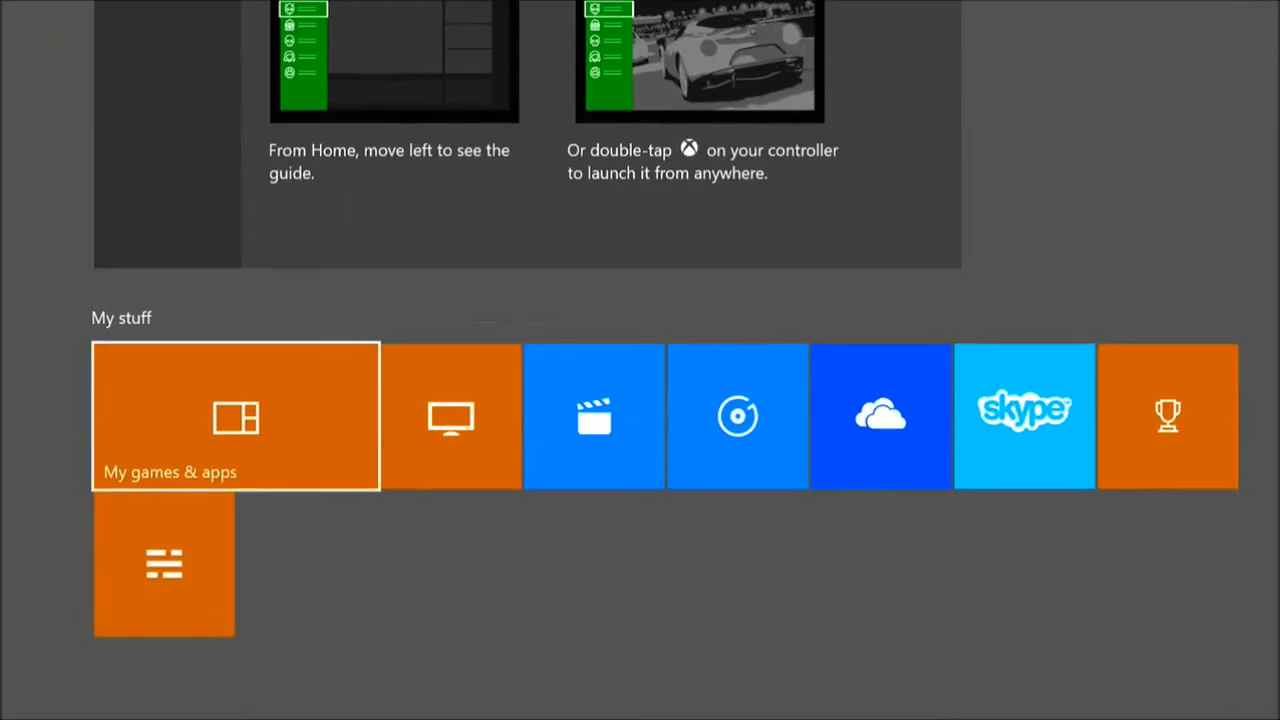 From Home, move left to see the
guide.
Or double-tap on your controller
to launch it from anywhere.
My stuff
skype
My games & apps